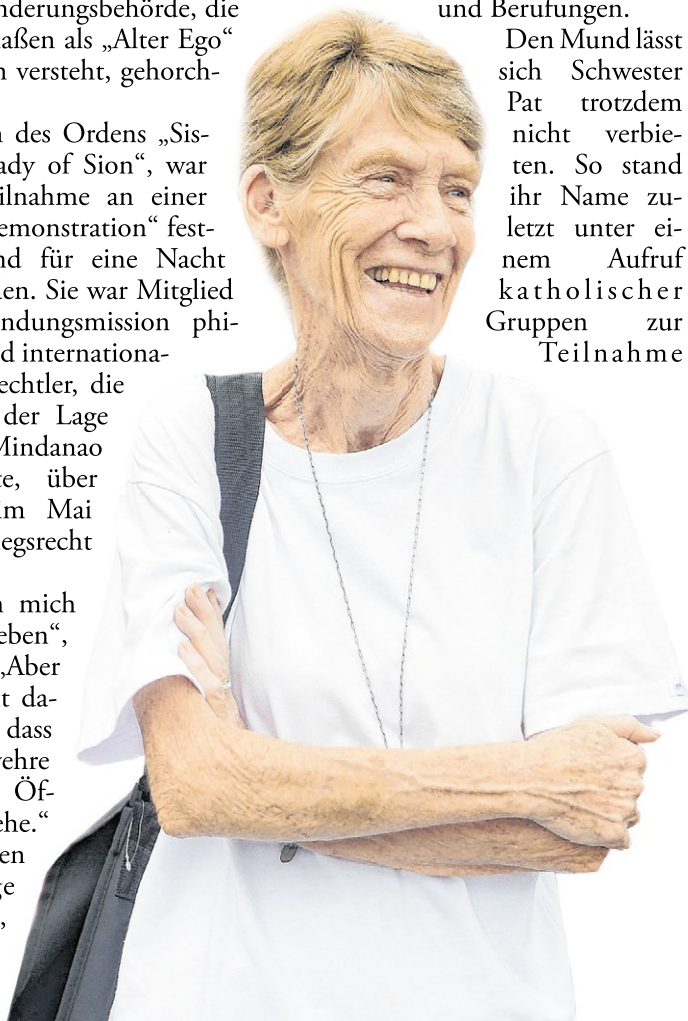 nderungsbehörde, die
aßen als „Alter Ego“
versteht, gehorch-
des Ordens „Sis-
ady of Sion“, war
ilnahme an einer
emonstration“ fest-
nd für eine Nacht
en. Sie war Mitglied
ndungsmission phi-
d internationa-
echtler, die
der Lage
Mindanao
te, über
im Mai
egsrecht
mich
eben“,
„Aber
t da-
dass
ehre
Öf-
ehe.“
en
ge
,
und Berufungen.
Den Mund lässt
sich Schwester
Pat trotzdem
nicht verbie-
ten. So stand
ihr Name zu-
letzt unter ei-
nem Aufruf
katholischer
Gruppen zur
Teilnahme